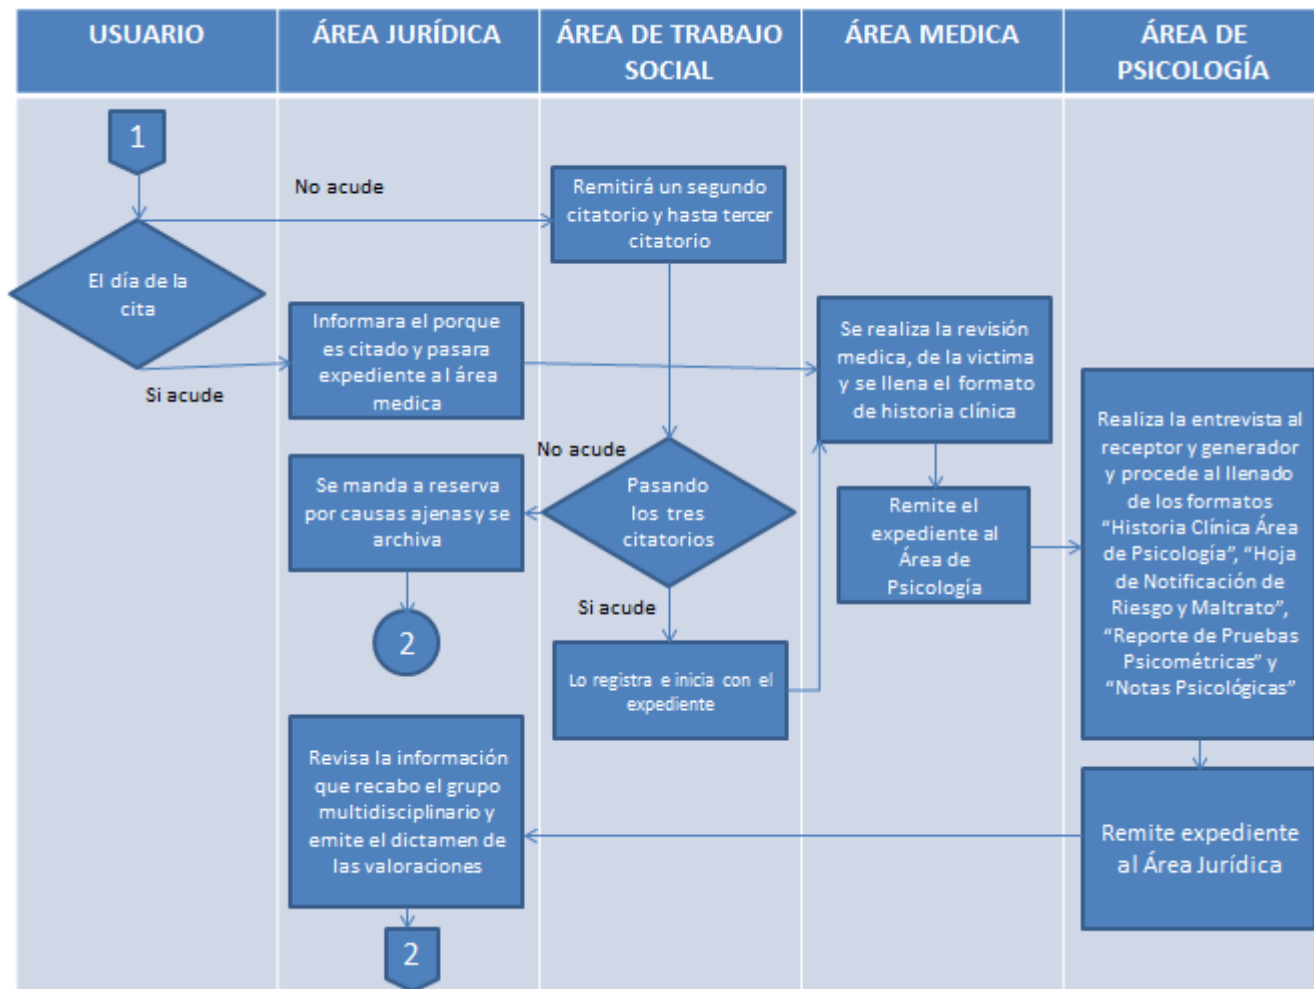 USUARIO
ÁREA JURÍDICA
ÁREA DE TRABAJO
SOCIAL
ÁREA MEDICA
ÁREA DE
PSICOLOGÍA
1
No acude
Remitirá un segundo
citatorio y hasta tercer
citatorio
El día de la
cita
Si acude
Informara el porque
es citado y pasara
expediente al área
medica
Se realiza la revisión
medica, de la victima
y se llena el formato
de historia clínica
No acude
Pasando
los tres
citatorios
Se manda a reserva
por causas ajenas y se
archiva
2
Si acude
Lo registra e inicia con el
expediente
Remite el
expediente al
Área de
Psicología
Realiza la entrevista al
receptor y generador
y procede al llenado
de los formatos
“Historia Clínica Área
de Psicología”, “Hoja
de Notificación de
Riesgo y Maltrato”,
“Reporte de Pruebas
Psicométricas” y
“Notas Psicológicas”
Remite expediente
al Área Jurídica
Revisa la información
que recabo el grupo
multidisciplinario y
emite el dictamen de
las valoraciones
2